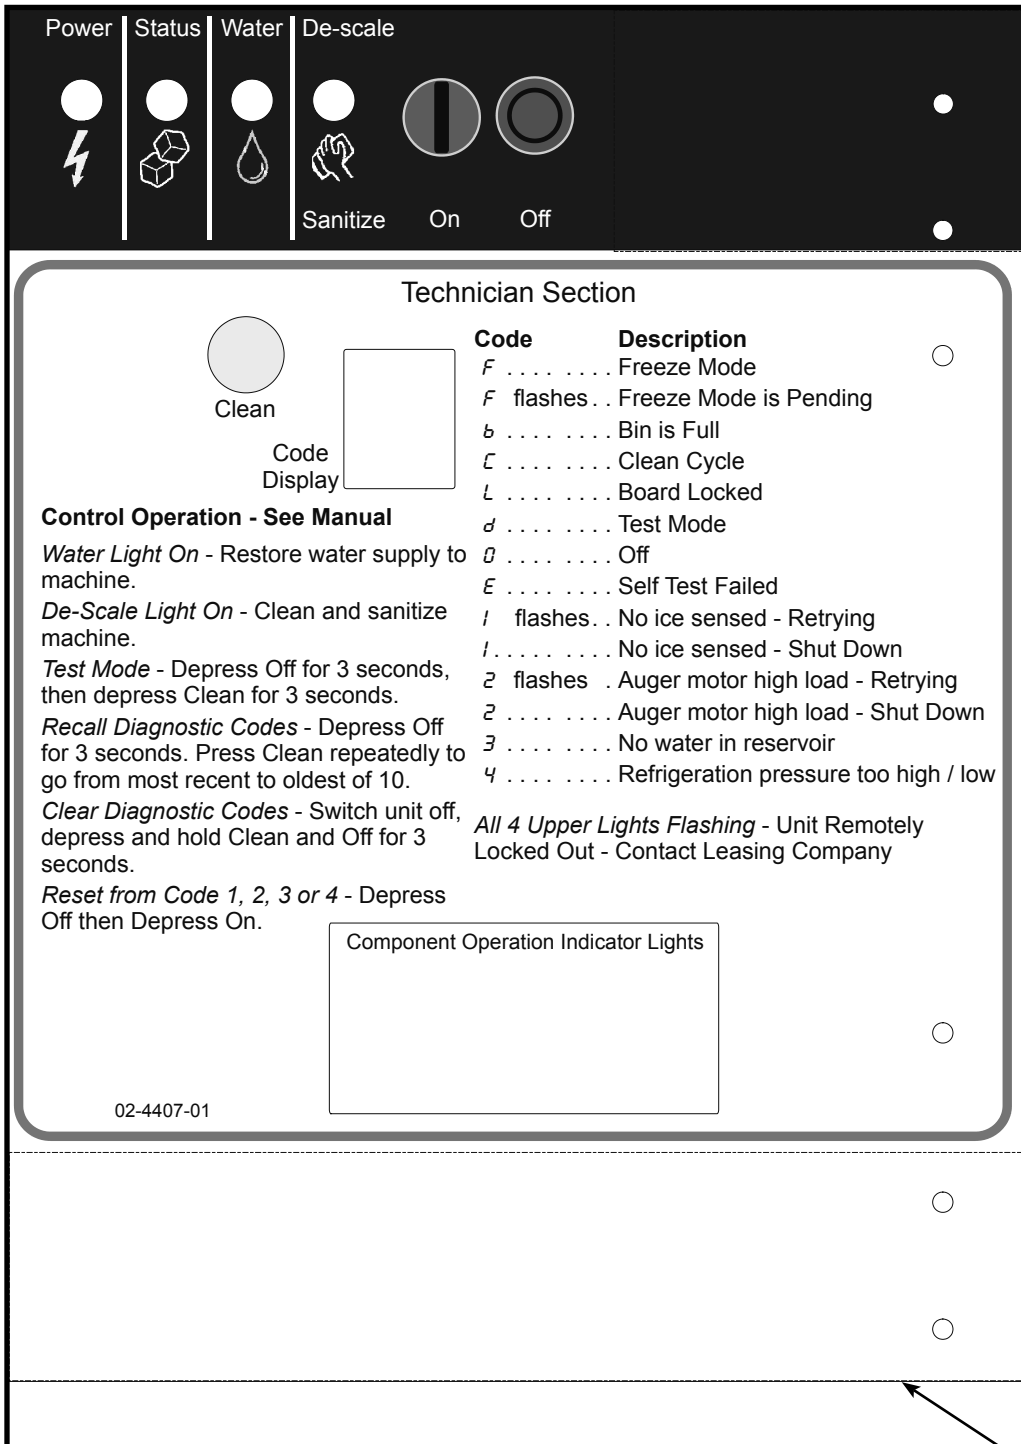 Power Status Water De-scale
Sanitize On Off
Technician Section
Clean
Code
Display
Control Operation - See Manual
Water Light On - Restore water supply to
machine.
De-Scale Light On - Clean and sanitize
machine.
Test Mode - Depress Off for 3 seconds,
then depress Clean for 3 seconds.
Recall Diagnostic Codes - Depress Off
for 3 seconds. Press Clean repeatedly to
go from most recent to oldest of 10.
Clear Diagnostic Codes - Switch unit off,
depress and hold Clean and Off for 3
seconds.
Reset from Code 1, 2, 3 or 4 - Depress
Off then Depress On.
Code Description
F . . . . . . . . Freeze Mode
F flashes . . Freeze Mode is Pending
b . . . . . . . . Bin is Full
C . . . . . . . . Clean Cycle
L . . . . . . . . Board Locked
d . . . . . . . . Test Mode
0 . . . . . . . . Off
E . . . . . . . . Self Test Failed
1 flashes . . No ice sensed - Retrying
1 . . . . . . . . . No ice sensed - Shut Down
2 flashes . Auger motor high load - Retrying
2 . . . . . . . . Auger motor high load - Shut Down
3 . . . . . . . . No water in reservoir
4 . . . . . . . . Refrigeration pressure too high / low
All 4 Upper Lights Flashing - Unit Remotely
Locked Out - Contact Leasing Company
Component Operation Indicator Lights
02-4407-01